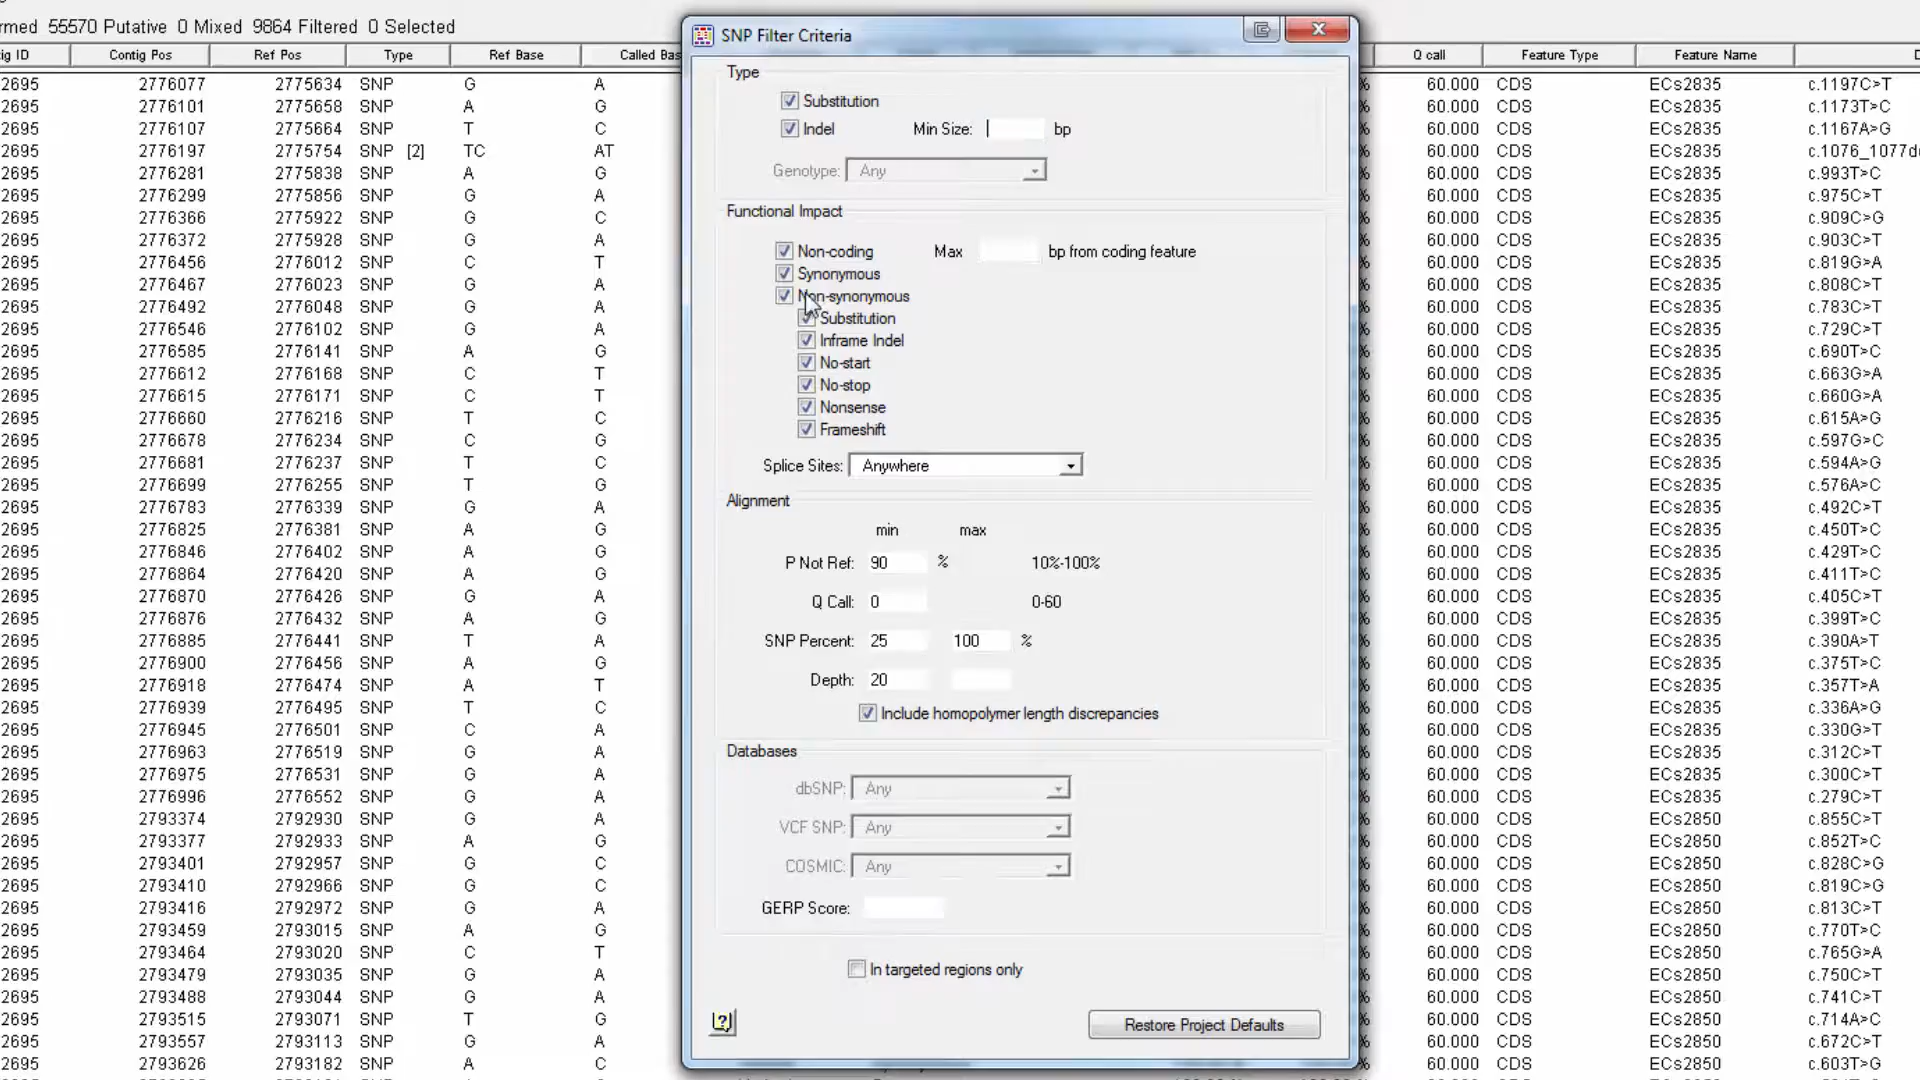 rmed 55570 Putative 0 Mixed 9864 Filtered 0 Selected
SNP Filter Criteria
tig ID Contig Pos Ref Pos Type Ref Base Called Bas Q call Feature Type Feature Name
Type
2695 2776077 2775634 SNP G A % 60.000 CDS ECs2835 c.1197C>T
Substitution
2695 2776101 2775658 SNP A G % 60.000 CDS ECs2835 c.1173T>C
2695 2776107 2775664 SNP T C % 60.000 CDS ECs2835 c.1167A>G
Indel Min Size: bp
2695 2776197 2775754 SNP [2] TC AT % 60.000 CDS ECs2835 c.1076_1077d
Genotype: Any
2695 2776281 2775838 SNP A G % 60.000 CDS ECs2835 c.993T>C
2695 2776299 2775856 SNP G A % 60.000 CDS ECs2835 c.975C>T
Functional Impact
2695 2776366 2775922 SNP G C % 60.000 CDS ECs2835 c.909C>G
2695 2776372 2775928 SNP G A % 60.000 CDS ECs2835 c.903C>T
Non-coding Max bp from coding feature
2695 2776456 2776012 SNP C T % 60.000 CDS ECs2835 c.819G>A
Synonymous
2695 2776467 2776023 SNP G A % 60.000 CDS ECs2835 c.808C>T
Non-synonymous
2695 2776492 2776048 SNP G A % 60.000 CDS ECs2835 c.783C>T
Substitution
2695 2776546 2776102 SNP G A % 60.000 CDS ECs2835 c.729C>T
Inframe Indel
2695 2776585 2776141 SNP A G % 60.000 CDS ECs2835 c.690T>C
No-start
2695 2776612 2776168 SNP C T % 60.000 CDS ECs2835 c.663G>A
No-stop
2695 2776615 2776171 SNP C T % 60.000 CDS ECs2835 c.660G>A
Nonsense
2695 2776660 2776216 SNP T C % 60.000 CDS ECs2835 c.615A>G
Frameshift
2695 2776678 2776234 SNP C G % 60.000 CDS ECs2835 c.597G>C
Splice Sites: Anywhere
2695 2776681 2776237 SNP T C % 60.000 CDS ECs2835 c.594A>G
2695 2776699 2776255 SNP T G % 60.000 CDS ECs2835 c.576A>C
Alignment
2695 2776783 2776339 SNP G A % 60.000 CDS ECs2835 c.492C>T
min max
2695 2776825 2776381 SNP A G % 60.000 CDS ECs2835 c.450T>C
2695 2776846 2776402 SNP A G % 60.000 CDS ECs2835 c.429T>C
P Not Ref: 90 % 10%-100%
2695 2776864 2776420 SNP A G % 60.000 CDS ECs2835 c.411T>C
2695 2776870 2776426 SNP G A % 60.000 CDS ECs2835 c.405C>T
Q Call: 0 0-60
2695 2776876 2776432 SNP A G % 60.000 CDS ECs2835 c.399T>C
2695 2776885 2776441 SNP T A % 60.000 CDS ECs2835 c.390A>T
SNP Percent: 25 100 %
2695 2776900 2776456 SNP A G % 60.000 CDS ECs2835 c.375T>C
2695 2776918 2776474 SNP A T % 60.000 CDS ECs2835 c.357T>A
Depth: 20
2695 2776939 2776495 SNP T C % 60.000 CDS ECs2835 c.336A>G
Include homopolymer length discrepancies
2695 2776945 2776501 SNP C A % 60.000 CDS ECs2835 c.330G>T
2695 2776963 2776519 SNP G A % 60.000 CDS ECs2835 c.312C>T
Databases
2695 2776975 2776531 SNP G A % 60.000 CDS ECs2835 c.300C>T
dbSNP: Any
2695 2776996 2776552 SNP G A % 60.000 CDS ECs2835 c.279C>T
2695 2793374 2792930 SNP G A % 60.000 CDS ECs2850 c.855C>T
VCF SNP: Any
2695 2793377 2792933 SNP A G % 60.000 CDS ECs2850 c.852T>C
2695 2793401 2792957 SNP G C % 60.000 CDS ECs2850 c.828C>G
COSMIC: Any
2695 2793410 2792966 SNP G C % 60.000 CDS ECs2850 c.819C>G
2695 2793416 2792972 SNP G A % 60.000 CDS ECs2850 c.813C>T
GERP Score:
2695 2793459 2793015 SNP A G % 60.000 CDS ECs2850 c.770T>C
2695 2793464 2793020 SNP C T % 60.000 CDS ECs2850 c.765G>A
In targeted regions only
2695 2793479 2793035 SNP G A % 60.000 CDS ECs2850 c.750C>T
2695 2793488 2793044 SNP G A % 60.000 CDS ECs2850 c.741C>T
2695 2793515 2793071 SNP T G % 60.000 CDS ECs2850 c.714A>C
Restore Project Defaults
2695 2793557 2793113 SNP G A % 60.000 CDS ECs2850 c.672C>T
2695 2793626 2793182 SNP A C % 60.000 CDS ECs2850 c.603T>G